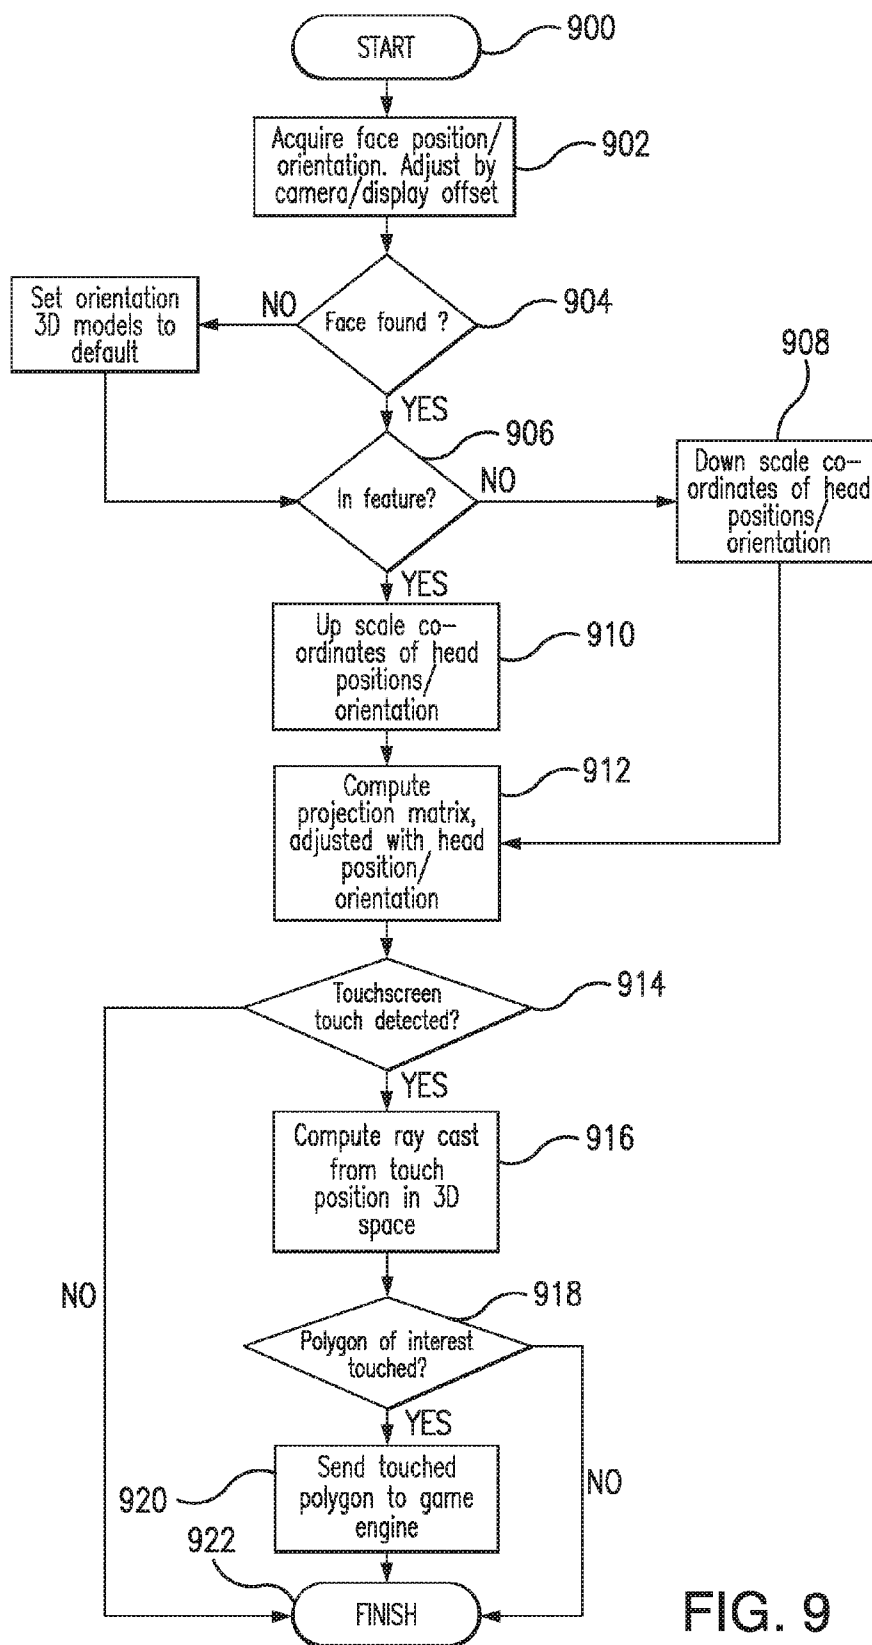 START
900
Acquire face position/
orientation. Adjust by
camera/display offset
902
Face found ?
904
NO
Set orientation
3D models to
default
YES
906
In feature?
NO
908
Down scale co-
ordinates of head
positions/
orientation
YES
Up scale co-
ordinates of head
positions/
orientation
910
Compute
projection matrix,
adjusted with head
position/
orientation
912
Touchscreen
touch detected?
914
YES
Compute ray cast
from touch
position in 3D
space
916
NO
918
Polygon of interest
touched?
YES
NO
Send touched
polygon to game
engine
920
922
FINISH
FIG. 9